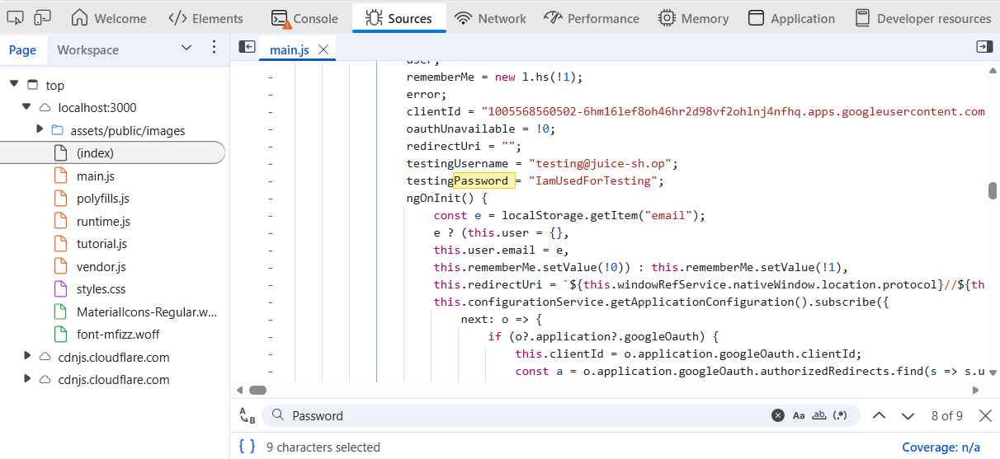 Welcome Elements Console Sources Network Performance Memory Application Developer resources
Page Workspace
main.js
top
localhost:3000
assets/public/images
(index)
main.js
polyfills.js
runtime.js
tutorial.js
vendor.js
styles.css
MaterialIcons-Regular.w...
font-mfizz.woff
cdnjs.cloudflare.com
cdnjs.cloudflare.com
user;
- rememberMe = new l.hs(!1);
- error;
- clientId = "1005568560502-6hm16lef8oh46hr2d98vf2ohlnj4nfhq.apps.googleusercontent.com
- oauthUnavailable = !0;
- redirectUri = "";
- testingUsername = "testing@juice-sh.op";
- testingPassword = "IamUsedForTesting";
- ngOnInit() {
- const e = localStorage.getItem("email");
- e ? (this.user = {},
- this.user.email = e,
- this.rememberMe.setValue(!0)) : this.rememberMe.setValue(!1),
- this.redirectUri = `${this.windowRefService.nativeWindow.location.protocol}//${th
- this.configurationService.getApplicationConfiguration().subscribe({
- next: o => {
- if (o?.application?.googleOauth) {
- this.clientId = o.application.googleOauth.clientId;
- const a = o.application.googleOauth.authorizedRedirects.find(s => s.u
A B Password Aa ab (.*) 8 of 9
{ } 9 characters selected Coverage: n/a